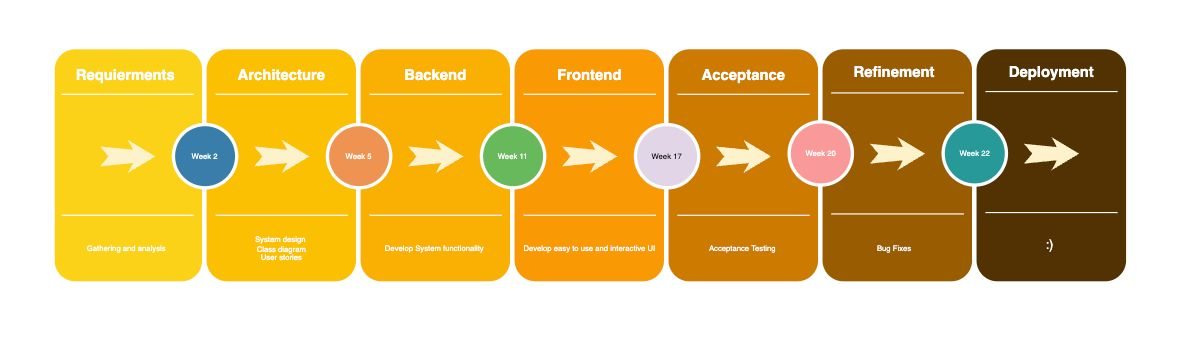 Requierments
Architecture
Backend
Frontend
Acceptance
Refinement
Deployment
Week 2
Week 5
Week 11
Week 17
Week 20
Week 22
Gathering and analysis
System design
Class diagram
User stories
Develop System functionality
Develop easy to use and interactive UI
Acceptance Testing
Bug Fixes
:)